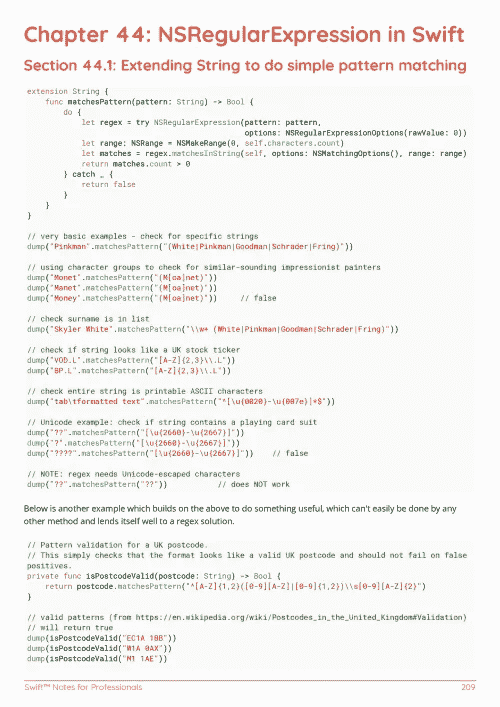 Chapter 44: NSRegularExpression in Swift
Section 44.1: Extending String to do simple pattern matching
extension String {
func matchesPattern(pattern: String) -> Bool {
do {
let regex = try NSRegularExpression(pattern: pattern,
options: NSRegularExpressionOptions(rawValue: 0))
let range: NSRange = NSMakeRange(0, self.characters.count)
let matches = regex.matchesInString(self, options: NSMatchingOptions(), range: range)
return matches.count > 0
} catch _ {
return false
}
}
}
// very basic examples - check for specific strings
dump("Pinkman".matchesPattern("(White|Pinkman|Goodman|Schrader|Fring)"))
// using character groups to check for similar-sounding impressionist painters
dump("Monet".matchesPattern("(M[oa]net)"))
dump("Manet".matchesPattern("(M[oa]net)"))
dump("Money".matchesPattern("(M[oa]net)")) // false
// check surname is in list
dump("Skyler White".matchesPattern("\\w+ (White|Pinkman|Goodman|Schrader|Fring)"))
// check if string looks like a UK stock ticker
dump("VOD.L".matchesPattern("[A-Z]{2,3}\\.L"))
dump("BP.L".matchesPattern("[A-Z]{2,3}\\.L"))
// check entire string is printable ASCII characters
dump("tab\tformatted text".matchesPattern("^[\u{0020}-\u{007e}]*$"))
// Unicode example: check if string contains a playing card suit
dump("??".matchesPattern("[\u{2660}-\u{2667}]"))
dump("?".matchesPattern("[\u{2660}-\u{2667}]"))
dump("????".matchesPattern("[\u{2660}-\u{2667}]")) // false
// NOTE: regex needs Unicode-escaped characters
dump("??".matchesPattern("??")) // does NOT work
Below is another example which builds on the above to do something useful, which can't easily be done by any
other method and lends itself well to a regex solution.
// Pattern validation for a UK postcode.
// This simply checks that the format looks like a valid UK postcode and should not fail on false
positives.
private func isPostcodeValid(postcode: String) -> Bool {
return postcode.matchesPattern("^[A-Z]{1,2}([0-9][A-Z]|[0-9]{1,2})\\s[0-9][A-Z]{2}")
}
// valid patterns (from https://en.wikipedia.org/wiki/Postcodes_in_the_United_Kingdom#Validation)
// will return true
dump(isPostcodeValid("EC1A 1BB"))
dump(isPostcodeValid("W1A 0AX"))
dump(isPostcodeValid("M1 1AE"))
Swift™ Notes for Professionals 209